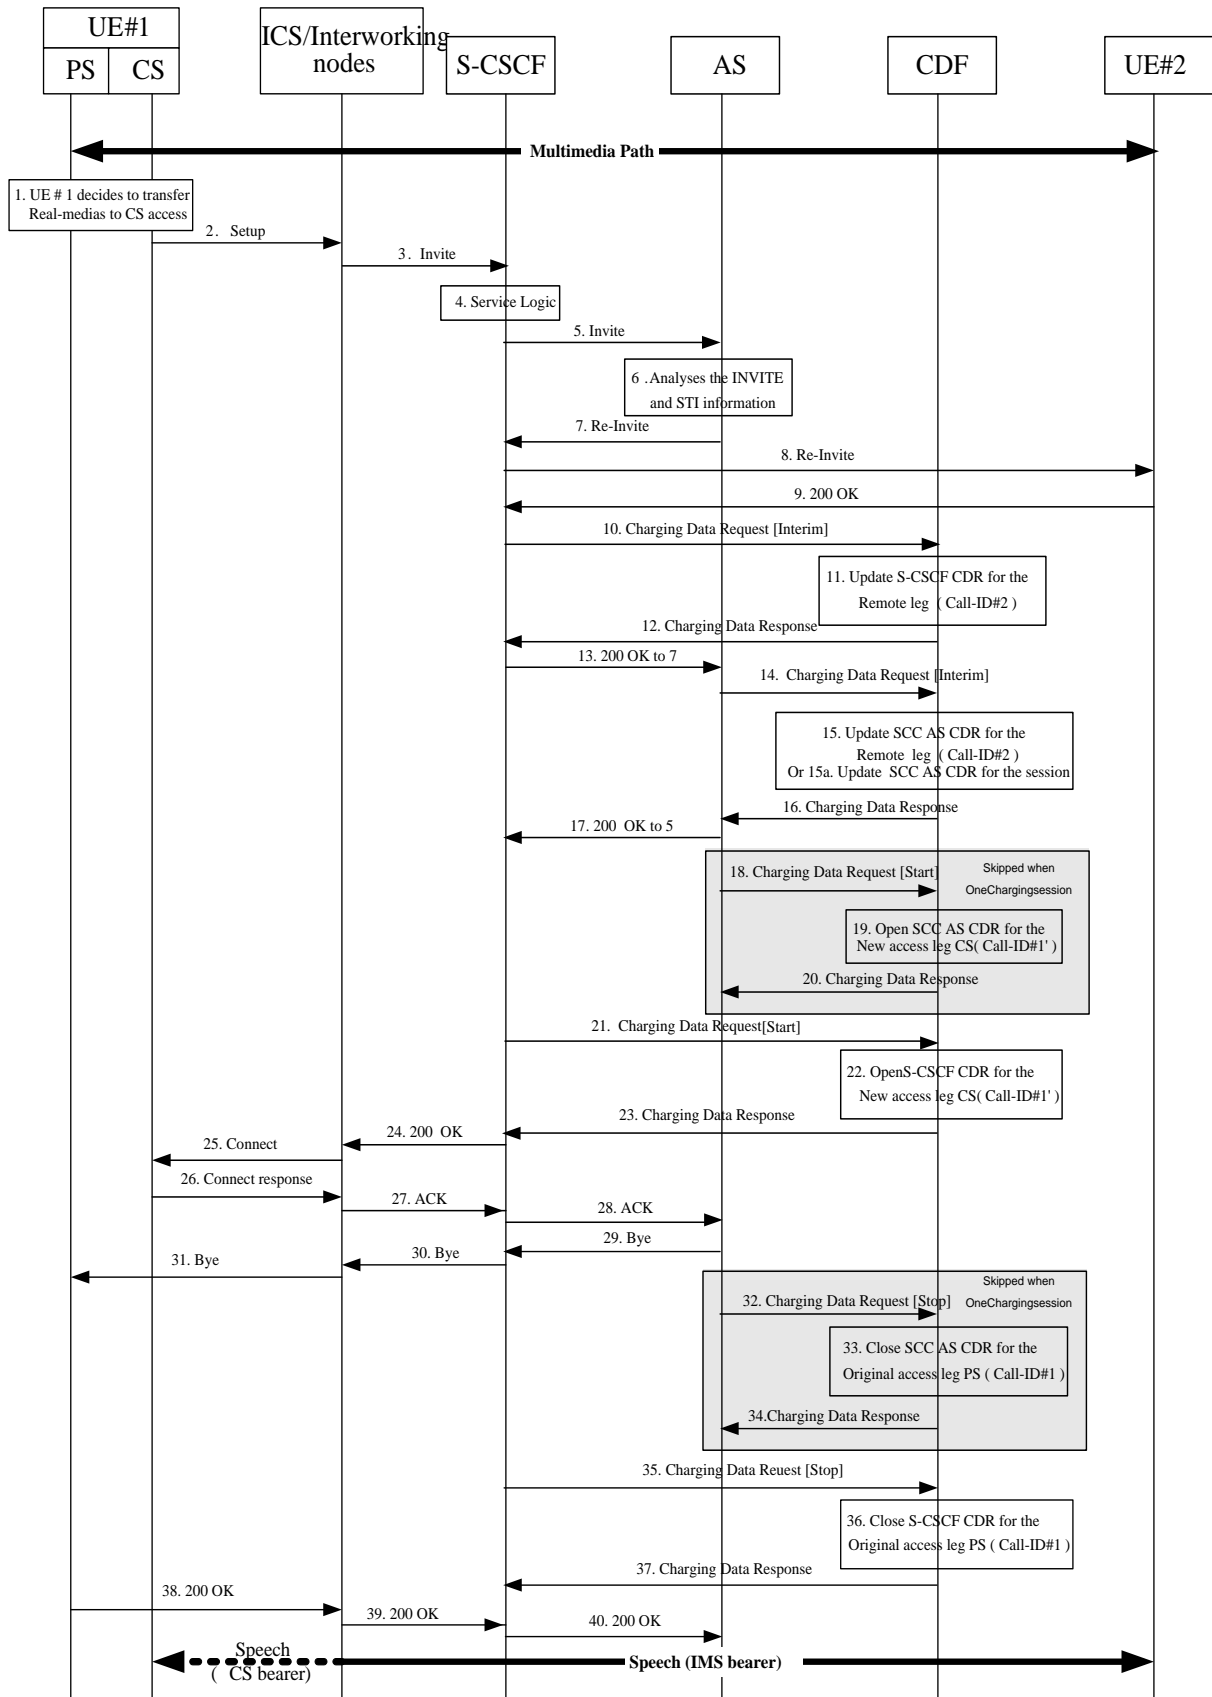 UE#1
PS
CS
ICS/Interworking
nodes
S-CSCF
AS
CDF
UE#2
Multimedia Path
1. UE # 1 decides to transfer
Real-medias to CS access
2. Setup
3. Invite
4. Service Logic
5. Invite
6 .Analyses the INVITE
and STI information
7. Re-Invite
8. Re-Invite
9. 200 OK
10. Charging Data Request [Interim]
11. Update S-CSCF CDR for the
Remote leg ( Call-ID#2 )
12. Charging Data Response
13. 200 OK to 7
14. Charging Data Request [Interim]
15. Update SCC AS CDR for the
Remote leg ( Call-ID#2 )
Or 15a. Update SCC AS CDR for the session
16. Charging Data Response
17. 200 OK to 5
Skipped when
OneChargingsession
18. Charging Data Request [Start]
19. Open SCC AS CDR for the
New access leg CS( Call-ID#1' )
20. Charging Data Response
21. Charging Data Request[Start]
22. OpenS-CSCF CDR for the
New access leg CS( Call-ID#1' )
23. Charging Data Response
24. 200 OK
25. Connect
26. Connect response
27. ACK
28. ACK
29. Bye
30. Bye
31. Bye
Skipped when
OneChargingsession
32. Charging Data Request [Stop]
33. Close SCC AS CDR for the
Original access leg PS ( Call-ID#1 )
34.Charging Data Response
35. Charging Data Reuest [Stop]
36. Close S-CSCF CDR for the
Original access leg PS ( Call-ID#1 )
37. Charging Data Response
38. 200 OK
39. 200 OK
40. 200 OK
Speech
( CS bearer)
Speech (IMS bearer)